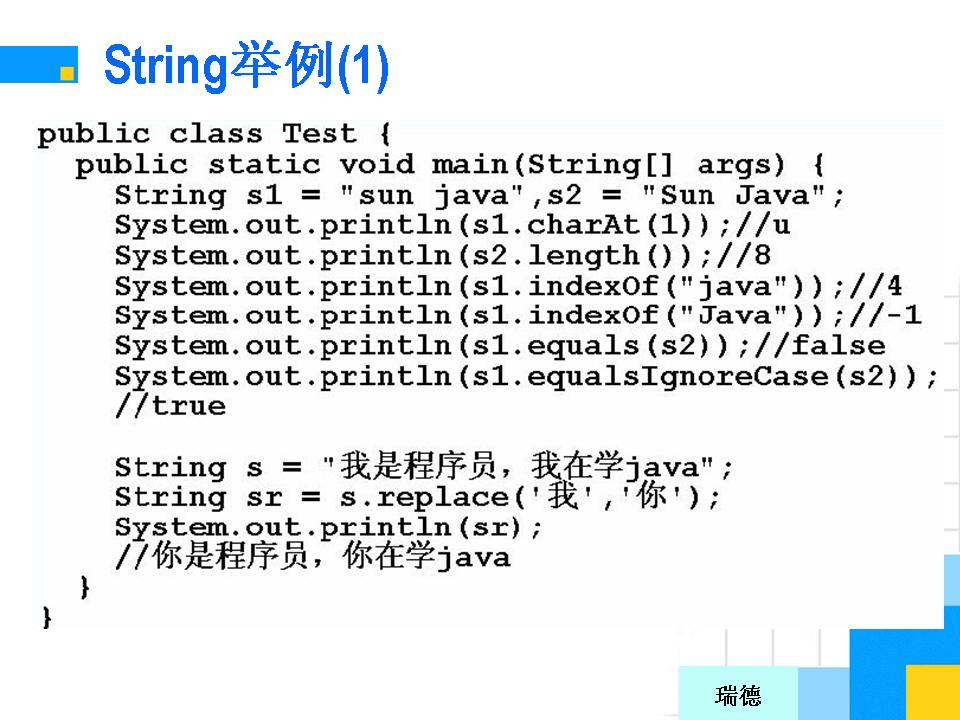 String举例(1)
public class Test {
  public static void main(String[] args) {
    String s1 = "sun java",s2 = "Sun Java";
    System.out.println(s1.charAt(1));//u
    System.out.println(s2.length());//8
    System.out.println(s1.indexOf("java"));//4
    System.out.println(s1.indexOf("Java"));//-1
    System.out.println(s1.equals(s2));//false
    System.out.println(s1.equalsIgnoreCase(s2));
    //true
    String s = "我是程序员，我在学java";
    String sr = s.replace('我','你');
    System.out.println(sr);
    //你是程序员，你在学java
  }
}
瑞德